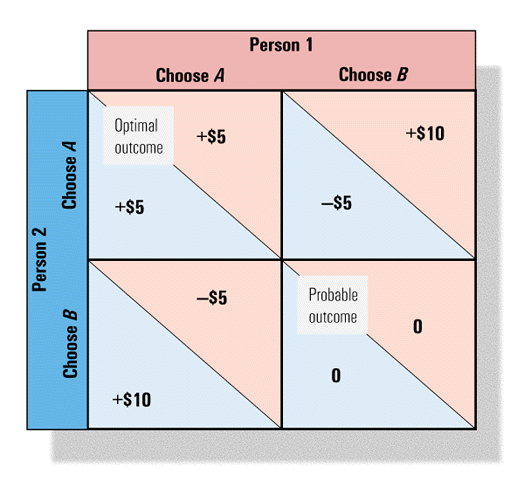 Person 1
Choose A
Choose B
Person 2
Choose A
Choose B
Optimal
outcome
+$5
+$5
+$10
–$5
–$5
+$10
Probable
outcome
0
0